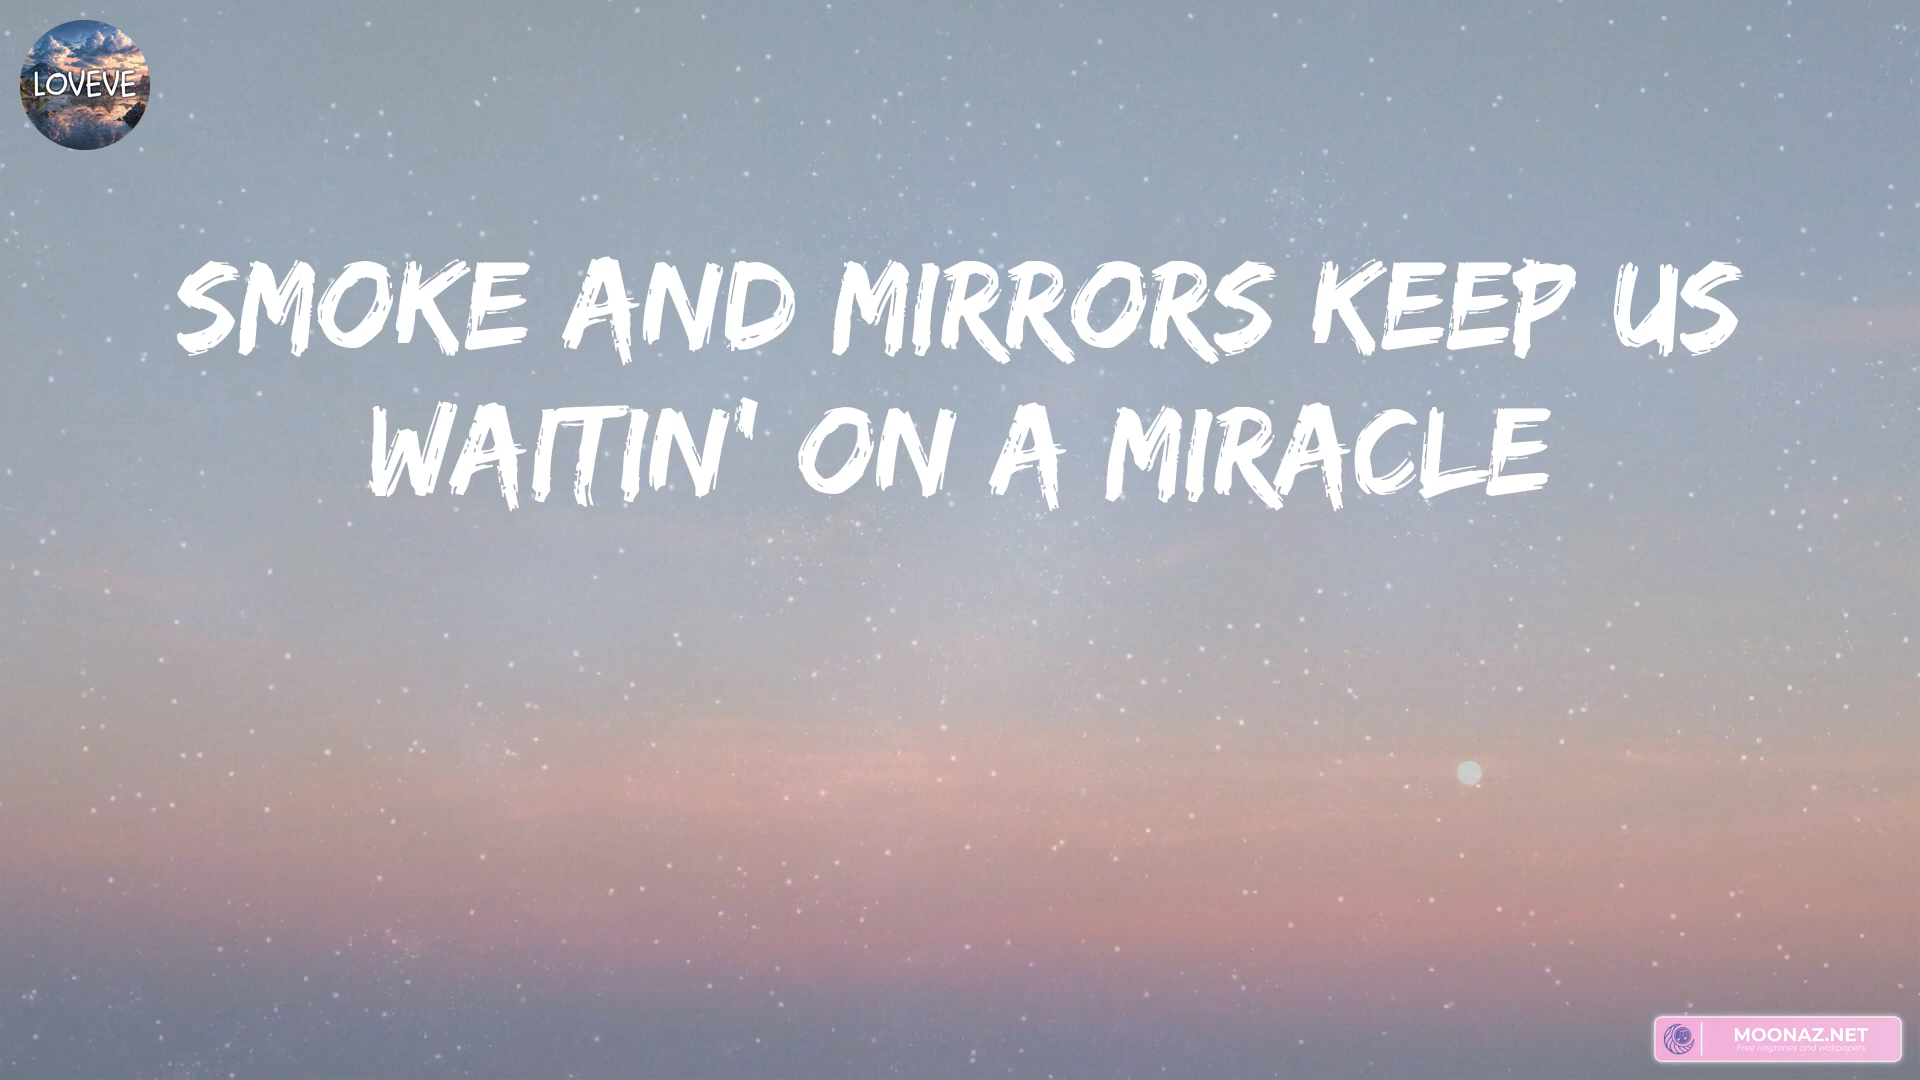 LOVEVE
SMOKE AND MIRRORS KEEP US
WAITIN' ON A MIRACLE
MOONAZ.NET
Free ringtones and wallpapers